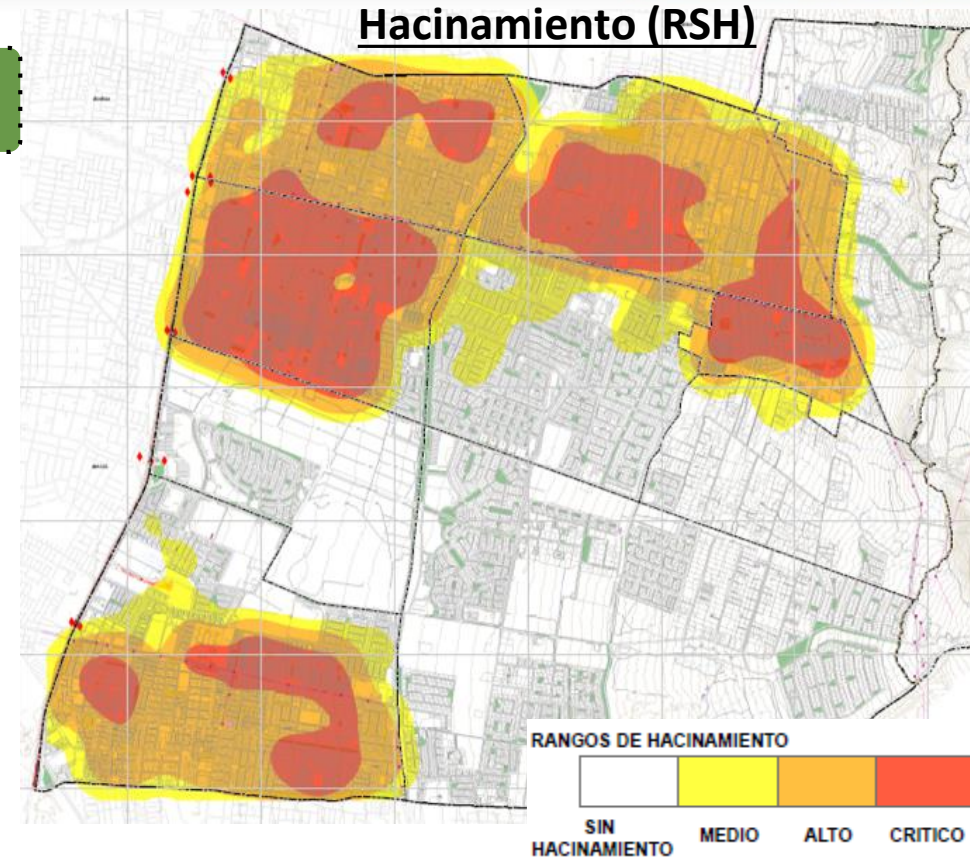 Hacinamiento (RSH)
RANGOS DE HACINAMIENTO
SIN
HACINAMIENTO
MEDIO
ALTO
CRITICO